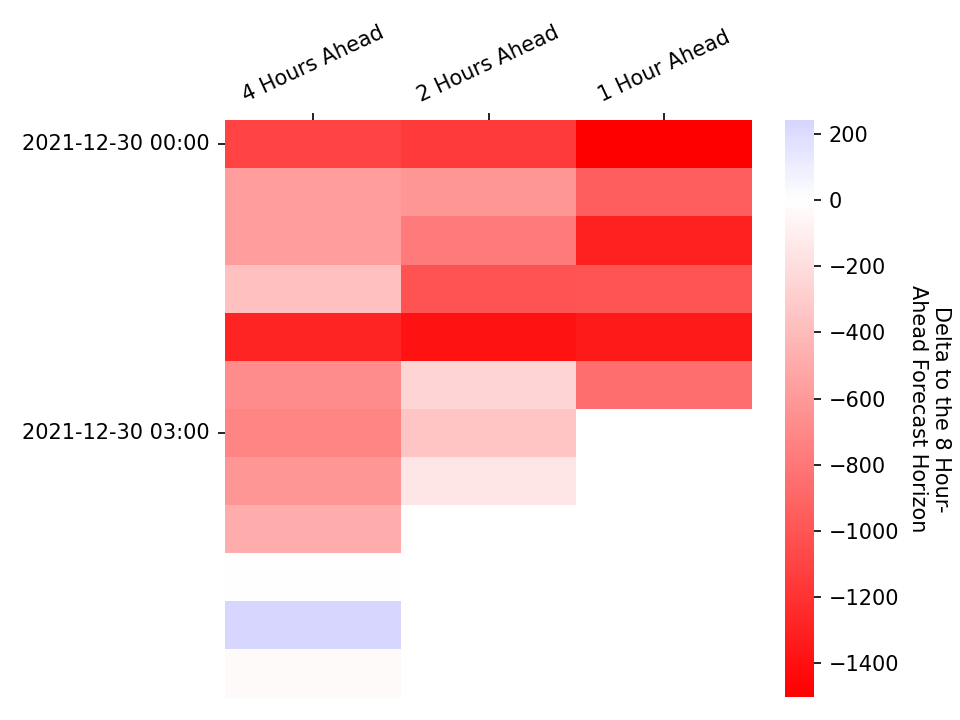 4 Hours Ahead
2 Hours Ahead
1 Hour Ahead
2021-12-30 00:00
2021-12-30 03:00
200
0
−200
−400
−600
−800
−1000
−1200
−1400
Delta to the 8 Hour-
Ahead Forecast Horizon